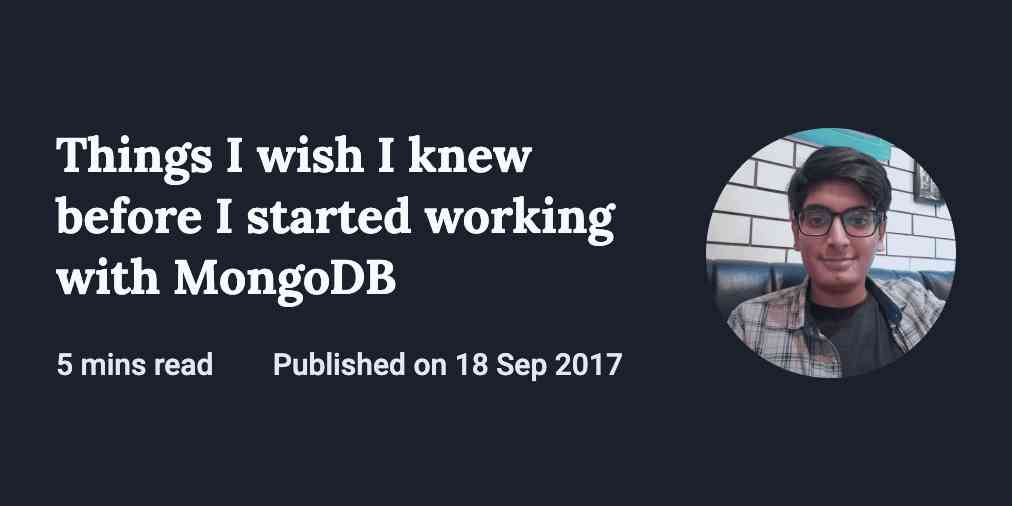 Things I wish I knew
before I started working
with MongoDB
5 mins read Published on 18 Sep 2017